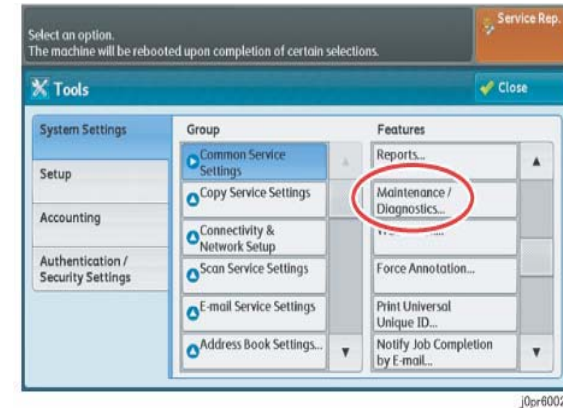 Select an option.
The machine will be rebooted upon completion of certain selections.
Service Rep.
Tools
Close
System Settings
Setup
Accounting
Authentication /
Security Settings
Group
Common Service
Settings
Copy Service Settings
Connectivity &
Network Setup
Scan Service Settings
E-mail Service Settings
Address Book Settings...
Features
Reports...
Maintenance /
Diagnostics...
Force Annotation...
Print Universal
Unique ID...
Notify Job Completion
by E-mail...
j0pr6002